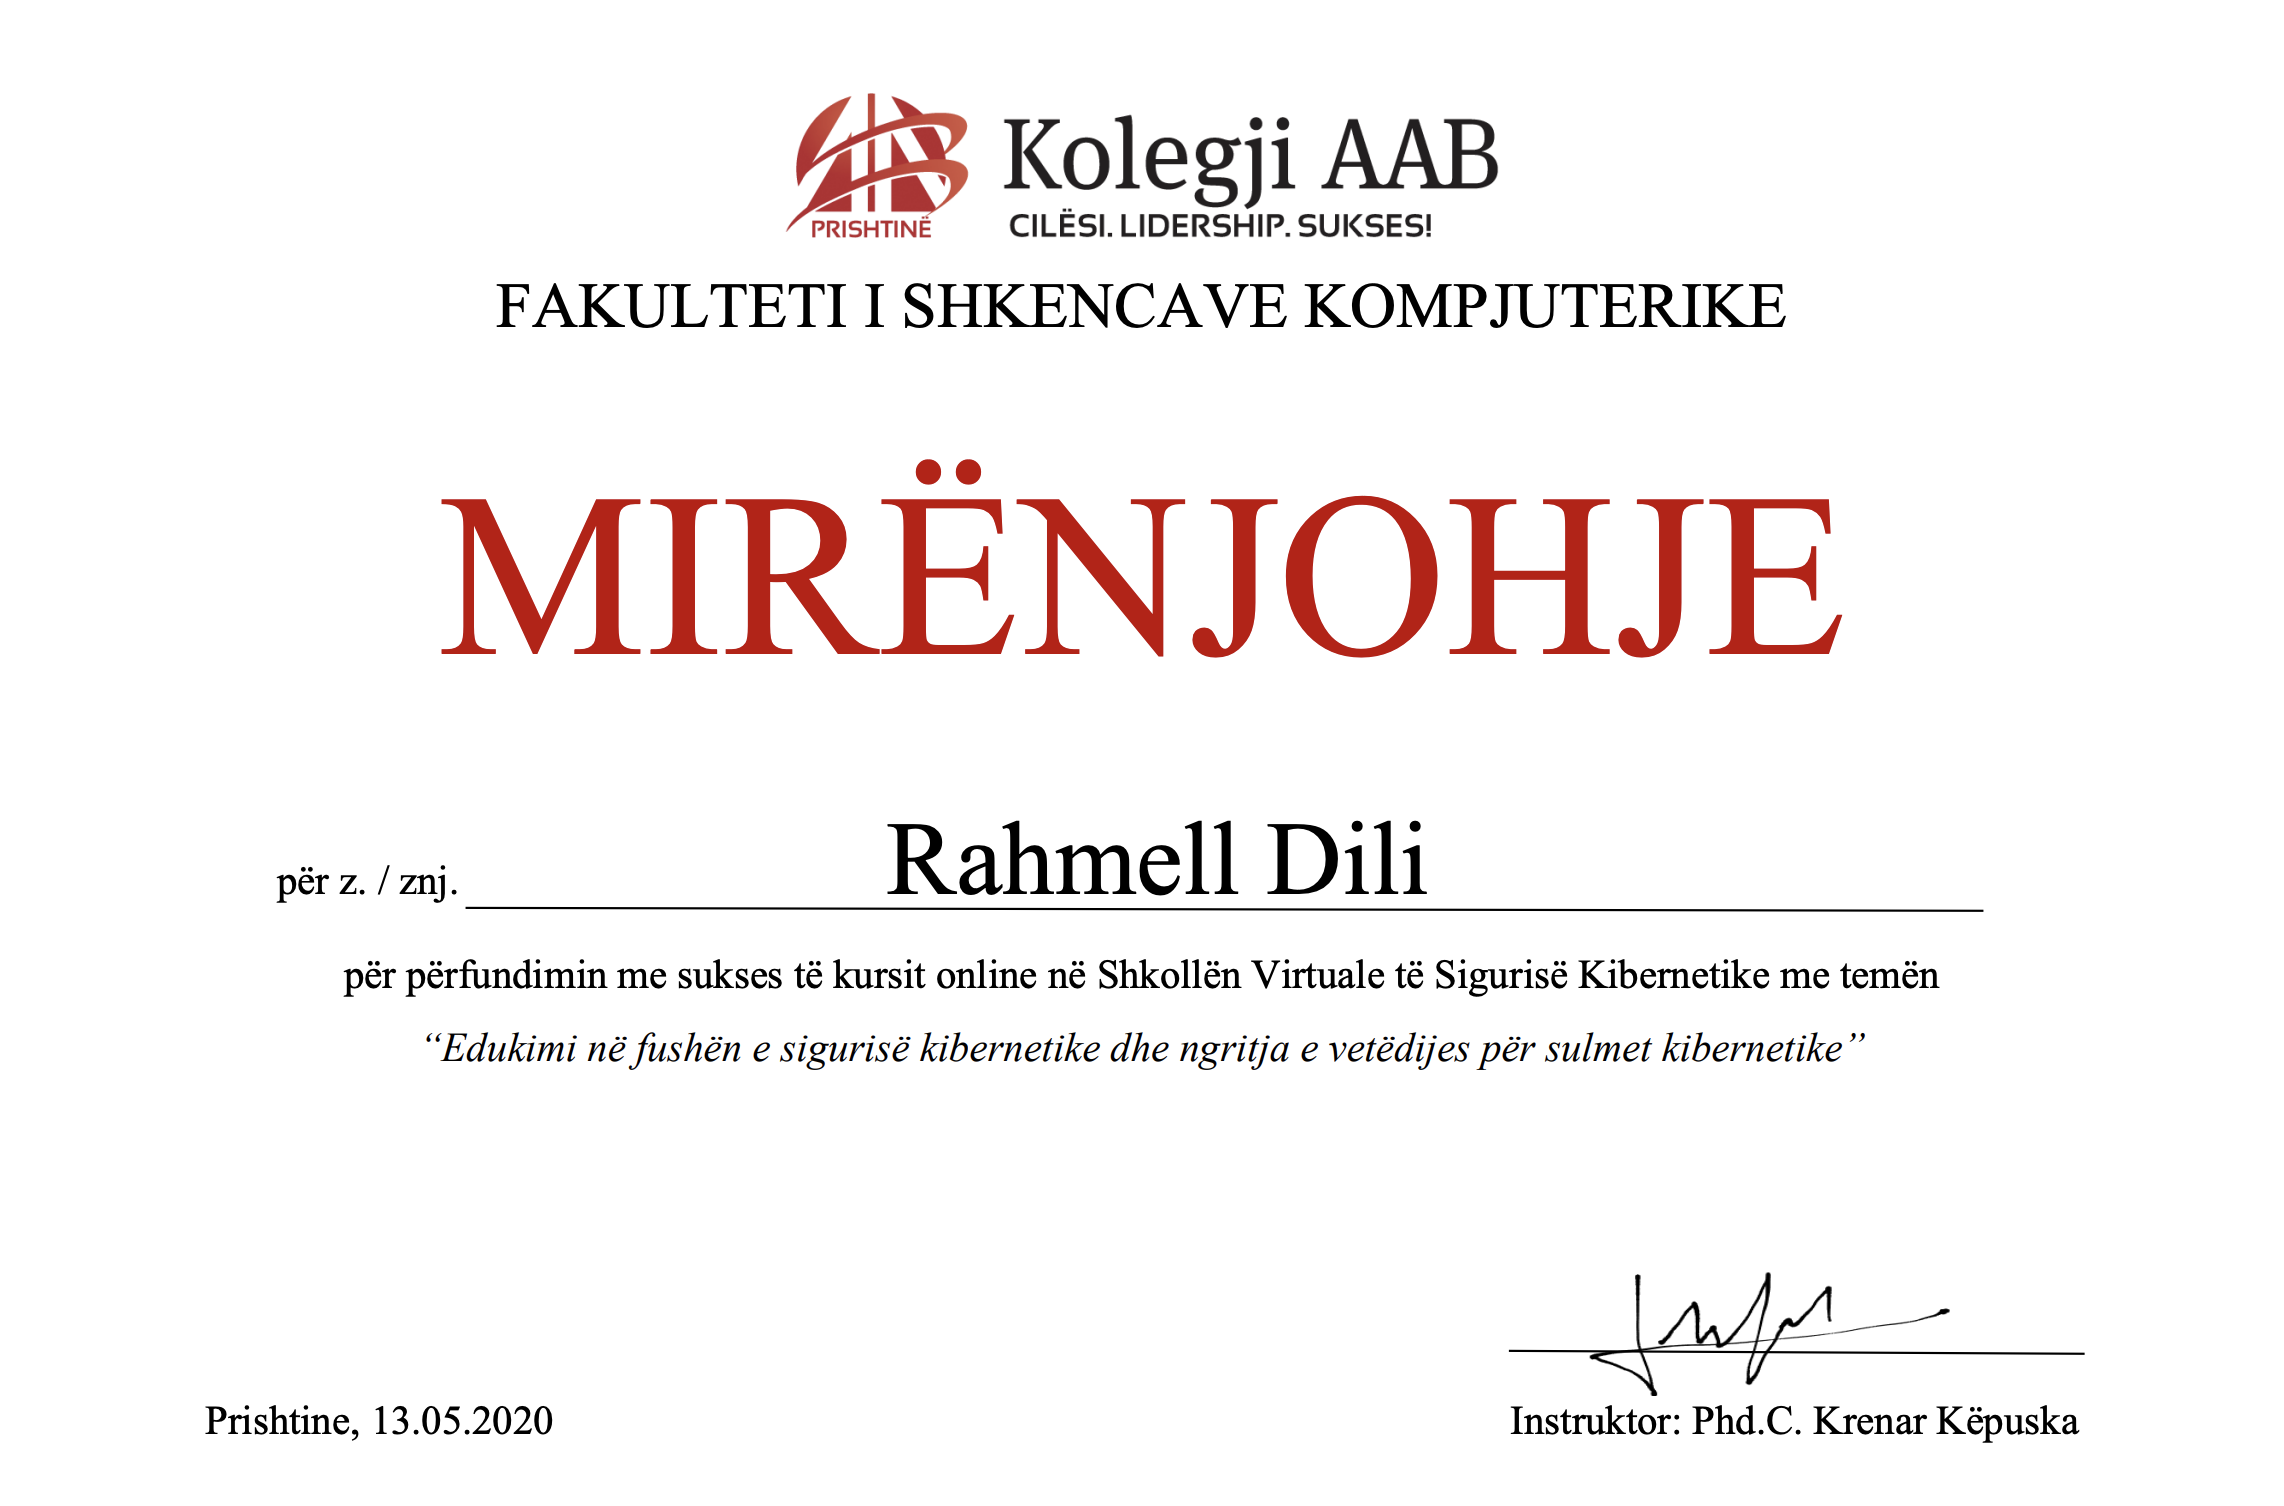 Kolegji AAB
PRISHTINË
CILËSI. LIDERSHIP. SUKSES!
FAKULTETI I SHKENCAVE KOMPJUTERIKE
MIRËNJOHJE
për z. / znj. Rahmell Dili
për përfundimin me sukses të kursit online në Shkollën Virtuale të Sigurisë Kibernetike me temën
“Edukimi në fushën e sigurisë kibernetike dhe ngritja e vetëdijes për sulmet kibernetike”
Prishtine, 13.05.2020
Instruktor: Phd.C. Krenar Këpuska